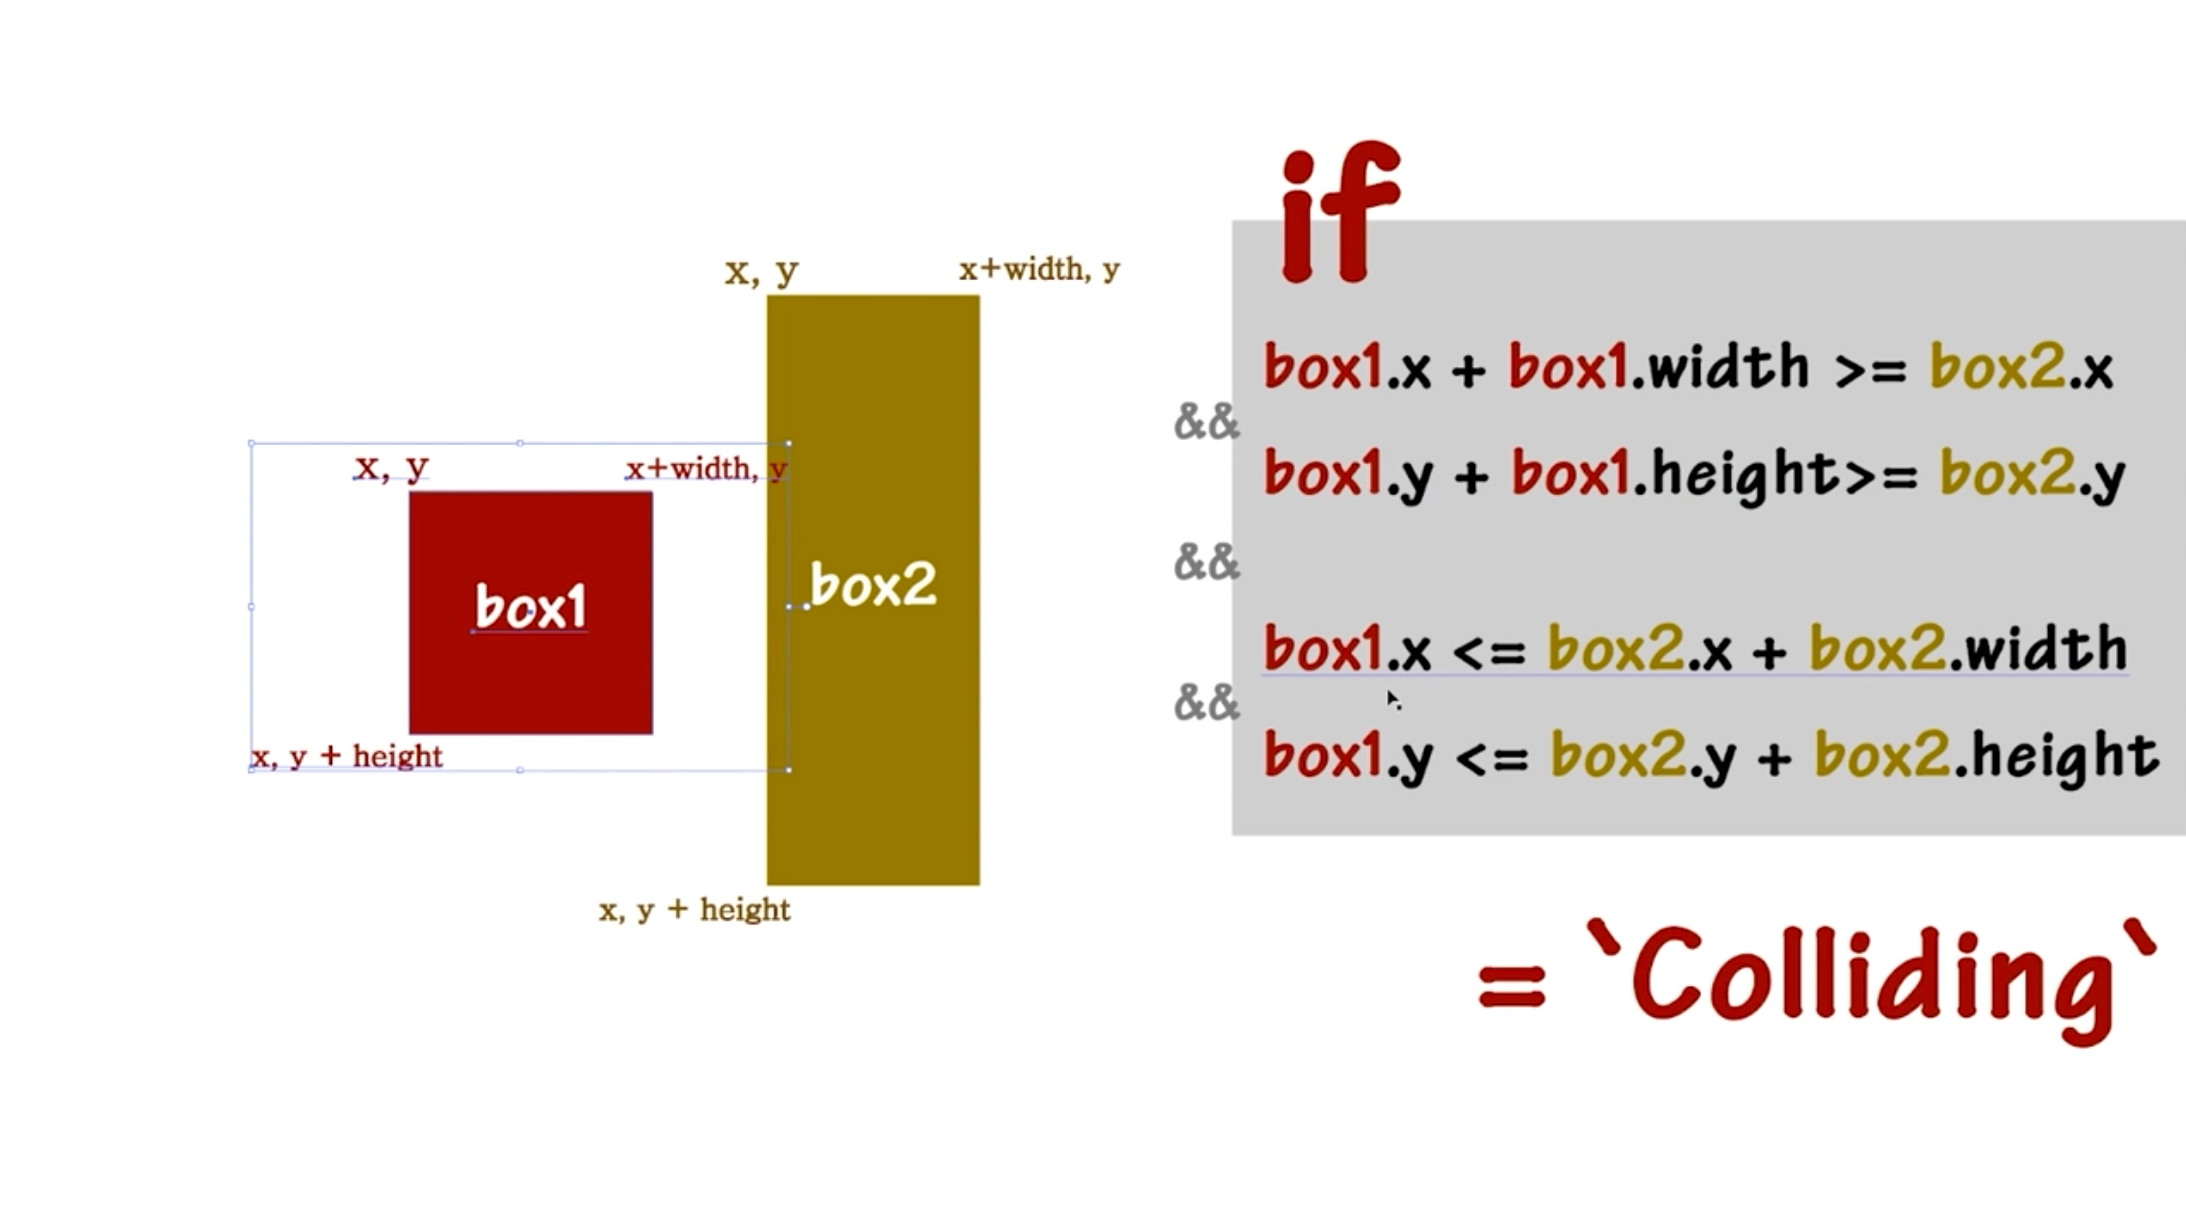 x, y
x+width, y
x, y
x+width, y
box1
box2
x, y + height
x, y + height
if
box1.x + box1.width >= box2.x
&&
box1.y + box1.height>= box2.y
&&
box1.x <= box2.x + box2.width
&&
box1.y <= box2.y + box2.height
= `Colliding`